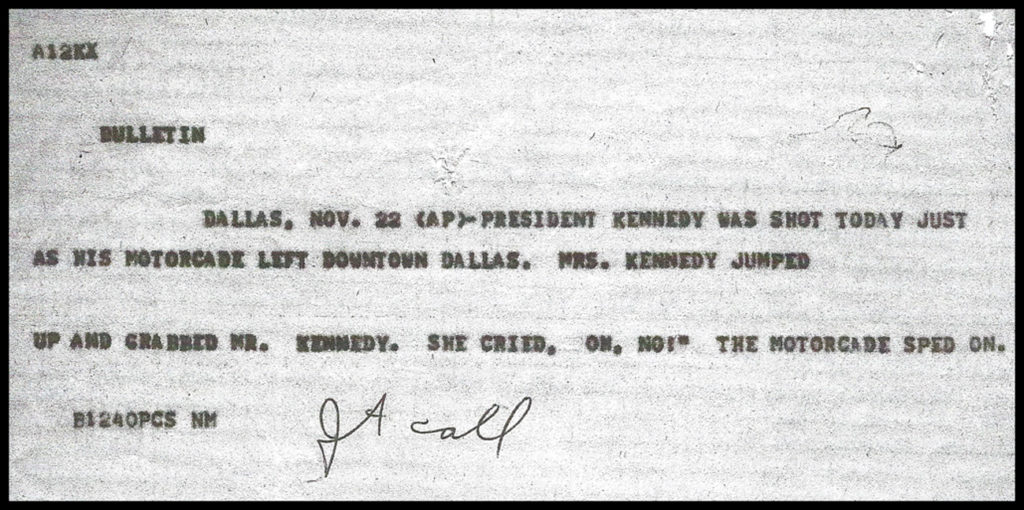 A12KX
BULLETIN
DALLAS, NOV. 22 (AP)-PRESIDENT KENNEDY WAS SHOT TODAY JUST
AS HIS MOTORCADE LEFT DOWNTOWN DALLAS. MRS. KENNEDY JUMPED
UP AND GRABBED MR. KENNEDY. SHE CRIED, OH, NO!" THE MOTORCADE SPED ON.
B1240PCS NM
call